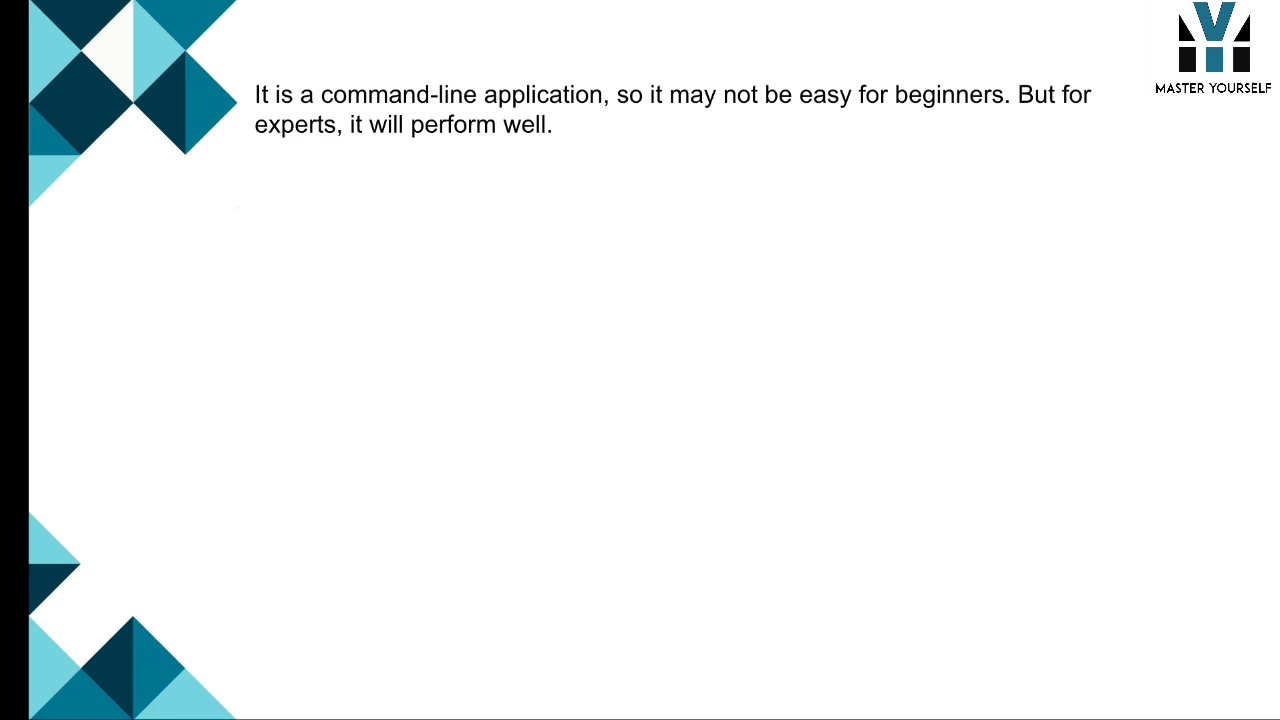 It is a command-line application, so it may not be easy for beginners. But for
experts, it will perform well.
MASTER YOURSELF